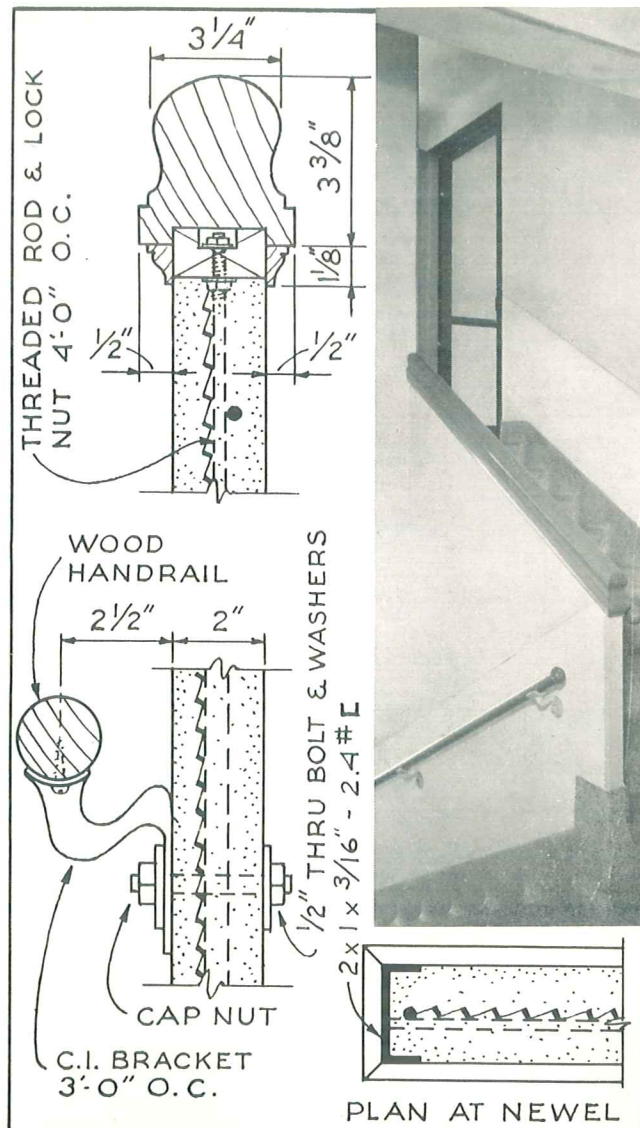 3 1/4"
THREADED ROD & LOCK
NUT 4'-0" O.C.
3 3/8"
1 1/8"
1/2"
1/2"
WOOD
HANDRAIL
2 1/2"
2"
1/2" THRU BOLT & WASHERS
2 x 1 x 3/16" - 2.4 # [
CAP NUT
C.I. BRACKET
3'-0" O.C.
PLAN AT NEWEL